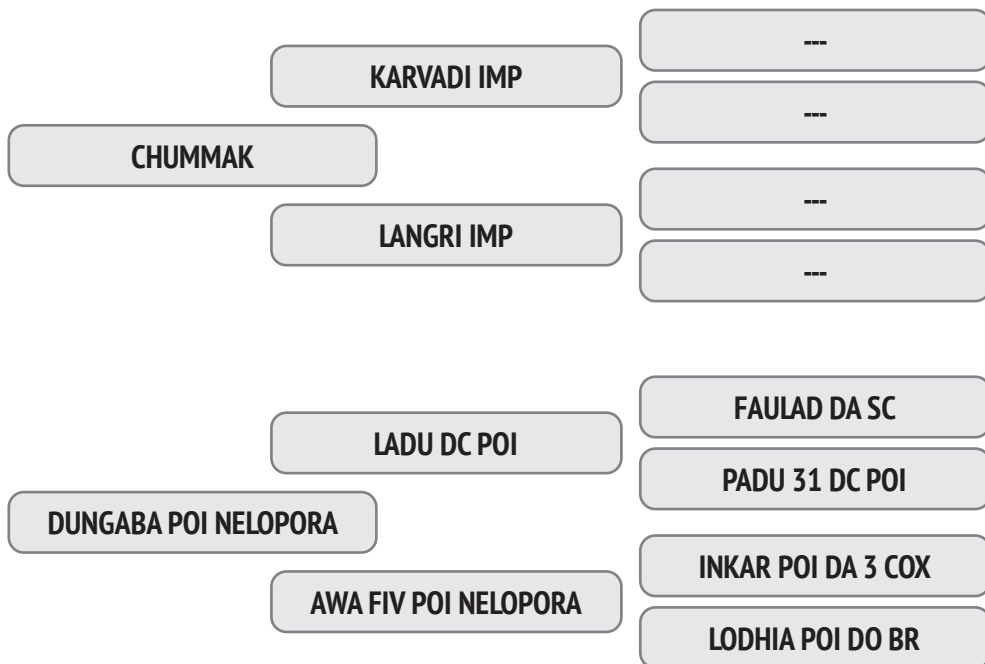 ---
KARVADI IMP
---
CHUMMAK
---
LANGRI IMP
---
FAULAD DA SC
LADU DC POI
PADU 31 DC POI
DUNGABA POI NELOPORA
INKAR POI DA 3 COX
AWA FIV POI NELOPORA
LODHIA POI DO BR